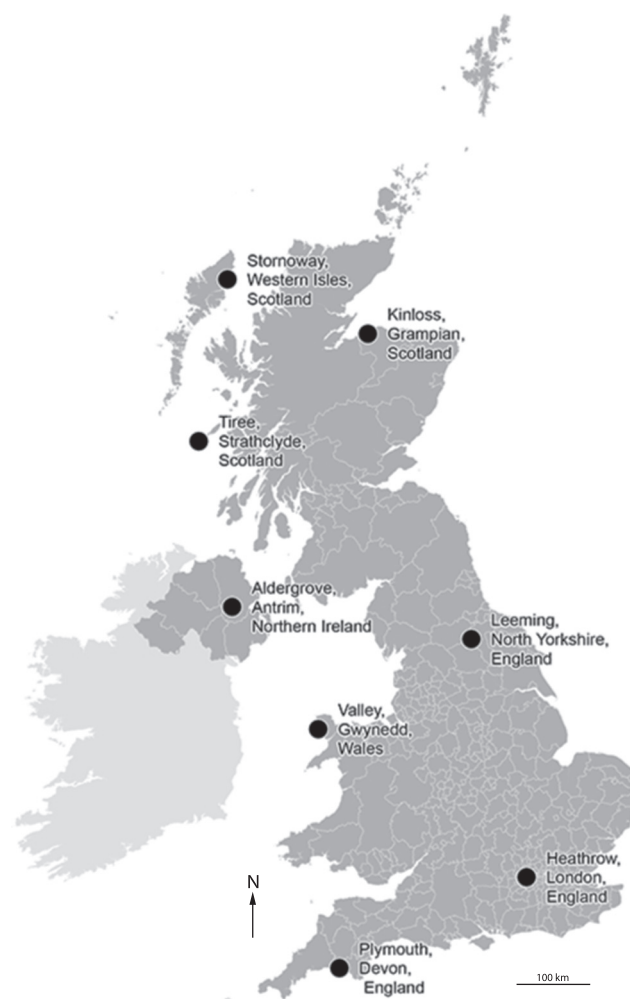 Stornoway,
Western Isles,
Scotland
Kinloss,
Grampian,
Scotland
Tiree,
Strathclyde,
Scotland
Aldergrove,
Antrim,
Northern Ireland
Leeming,
North Yorkshire,
England
Valley,
Gwynedd,
Wales
Heathrow,
London,
England
N
Plymouth,
Devon,
England
100 km